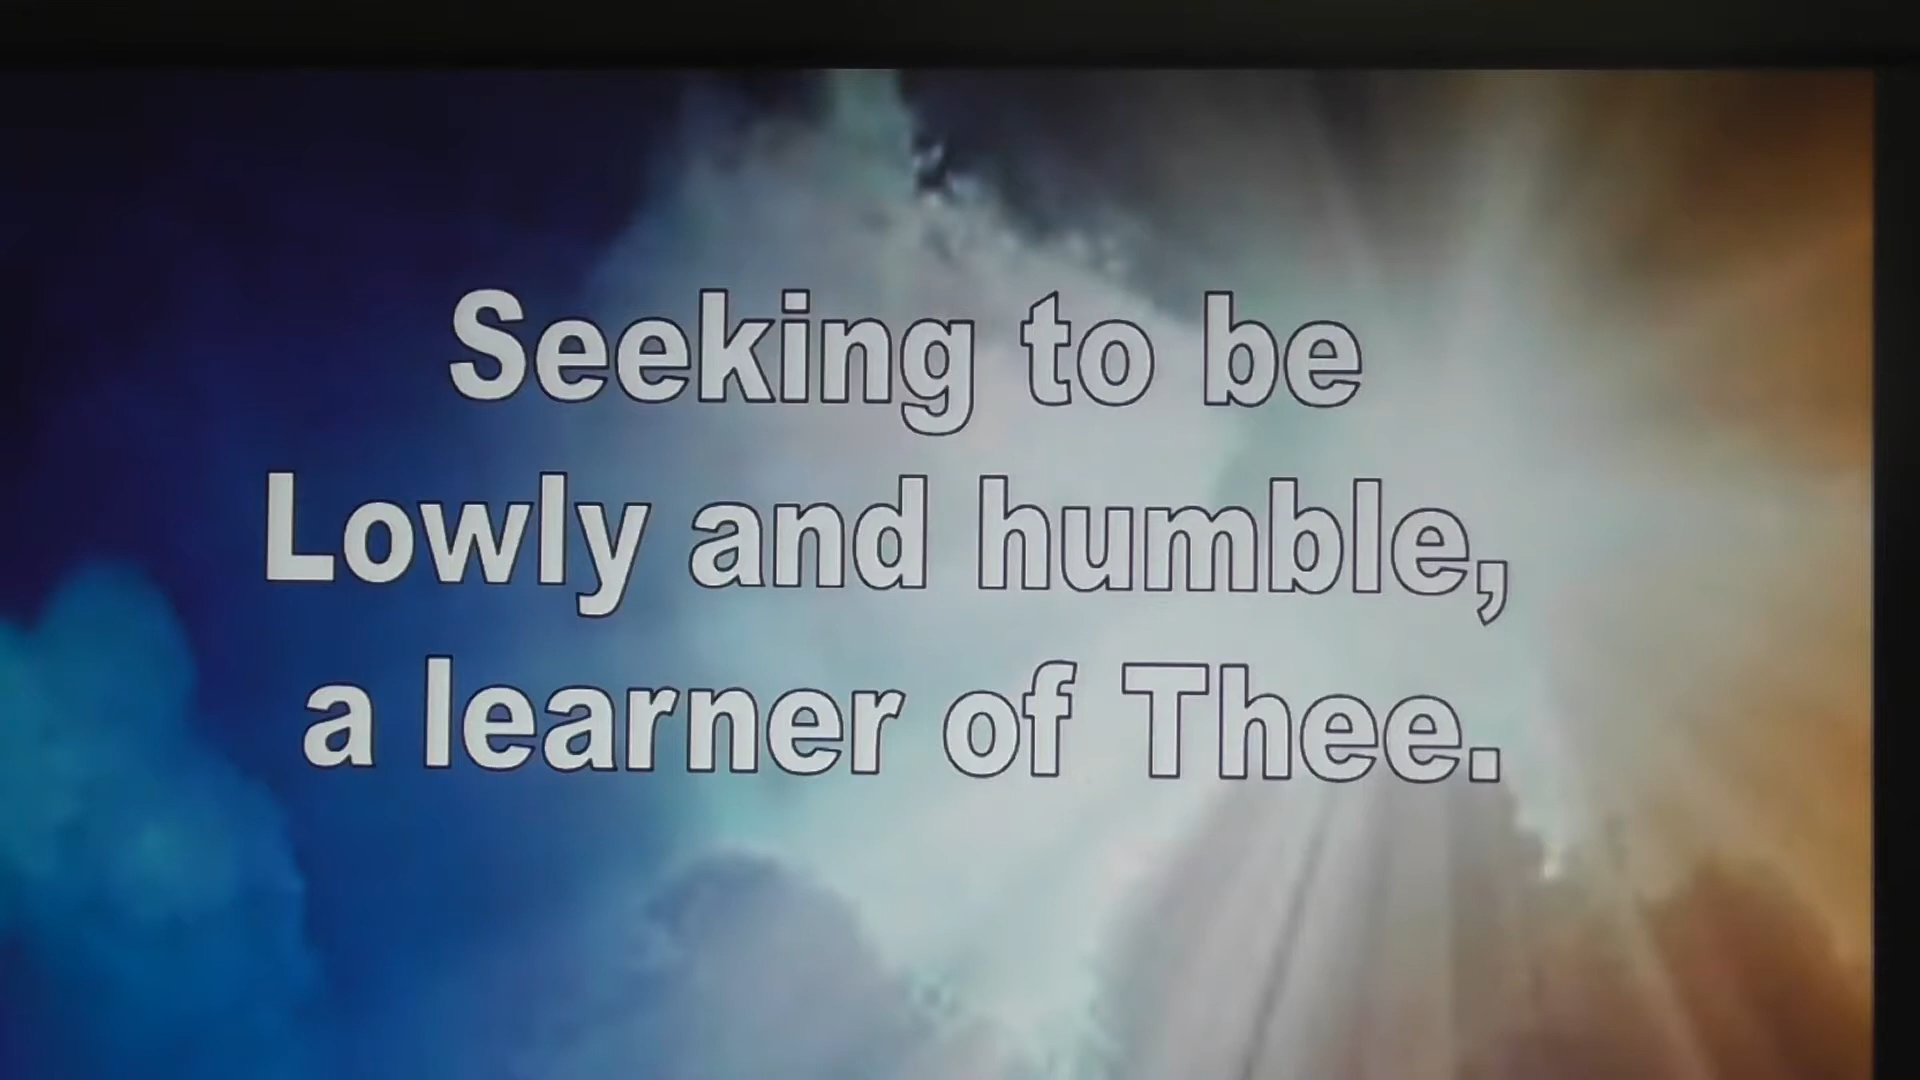 Seeking to be
Lowly and humble,
a learner of Thee.